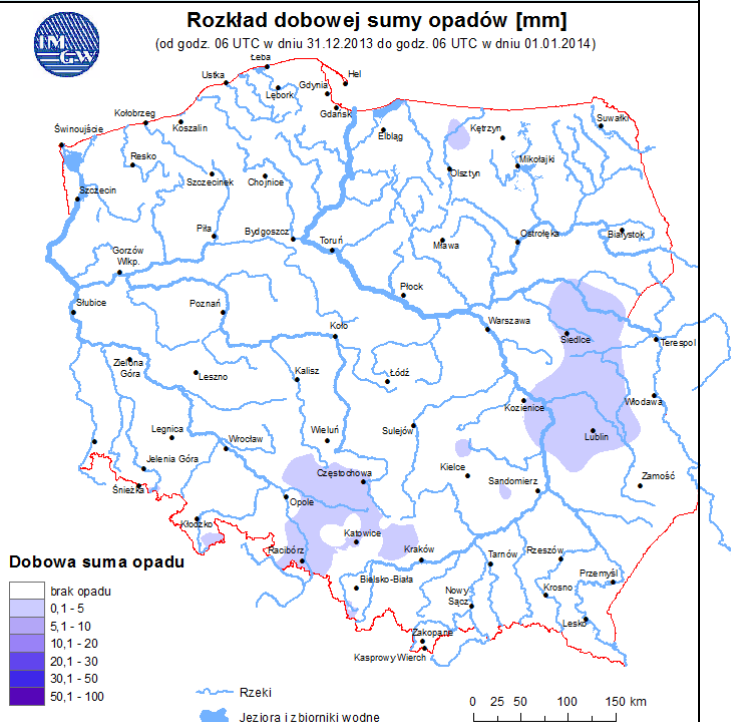 Rozkład dobowej sumy opadów [mm]
(od godz. 06 UTC w dniu 31.12.2013 do godz. 06 UTC w dniu 01.01.2014)
IM
GW
Łeba
Ustka
Hel
Gdynia
Lębork
Gdańsk
Kołobrzeg
Koszalin
Elbląg
Kętrzyn
Suwałki
Świnoujście
Resko
Mikołajki
Szczecinek
Chojnice
Olsztyn
Szczecin
Piła
Bydgoszcz
Toruń
Mława
Ostrołęka
Białystok
Gorzów
Wlkp.
Płock
Słubice
Poznań
Koło
Warszawa
Siedlce
Terespol
Zielona
Góra
Leszno
Kalisz
Łódź
Kozienice
Włodawa
Legnica
Wrocław
Wieluń
Sulejów
Lublin
Jelenia Góra
Częstochowa
Kielce
Sandomierz
Zamość
Śnieżka
Opole
Kłodzko
Katowice
Racibórz
Kraków
Tarnów
Rzeszów
Przemyśl
Bielsko-Biała
Nowy
Sącz
Krosno
Lesko
Zakopane
Kasprowy Wierch
Dobowa suma opadu
brak opadu
0,1 - 5
5,1 - 10
10,1 - 20
20,1 - 30
30,1 - 50
50,1 - 100
Rzeki
Jeziora i zbiorniki wodne
0 25 50 100 150 km